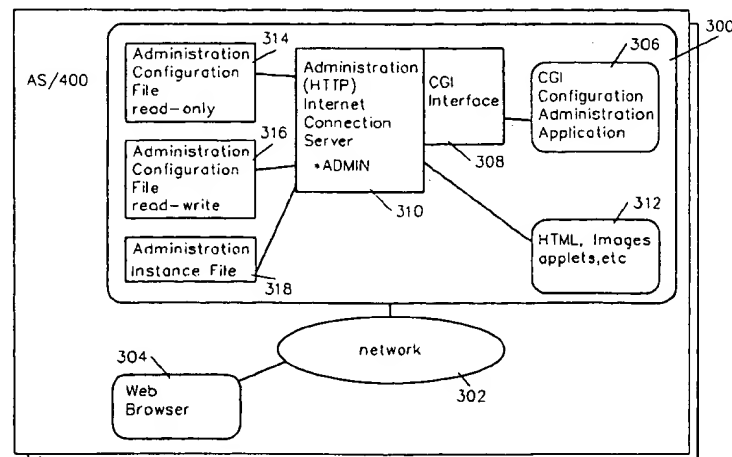 300
AS/400
314
Administration
Configuration
File
read-only
316
Administration
Configuration
File
read-write
Administration
Instance File
318
Administration
(HTTP)
Internet
Connection
Server
*ADMIN
310
CGI
Interface
308
306
CGI
Configuration
Administration
Application
312
HTML, Images
applets,etc
network
302
304
Web
Browser